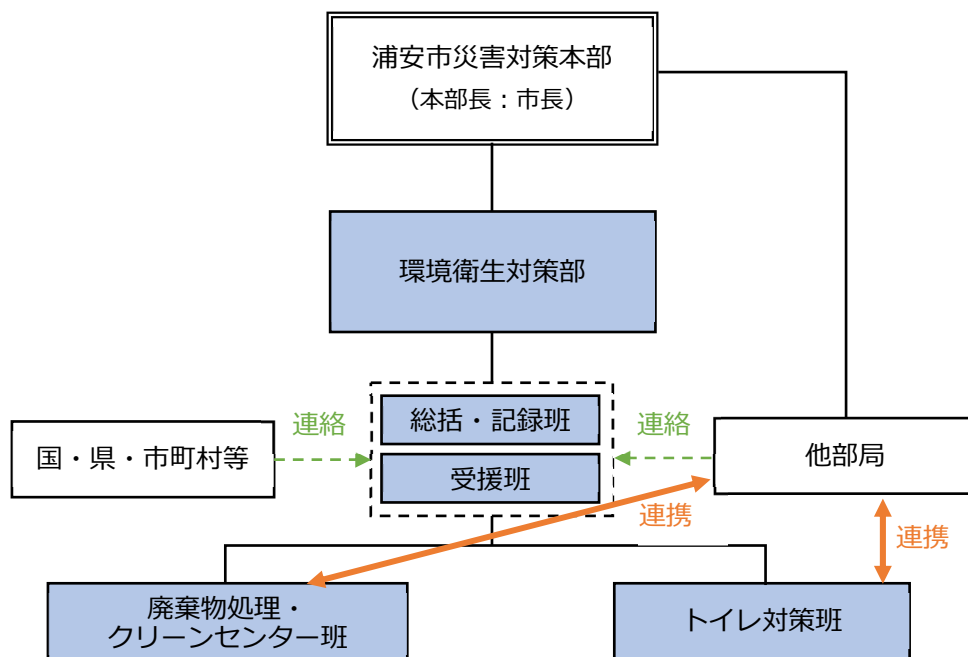 浦安市災害対策本部
（本部長：市長）
環境衛生対策部
総括・記録班
受援班
国・県・市町村等
連絡
連絡
他部局
連携
連携
廃棄物処理・
クリーンセンター班
トイレ対策班